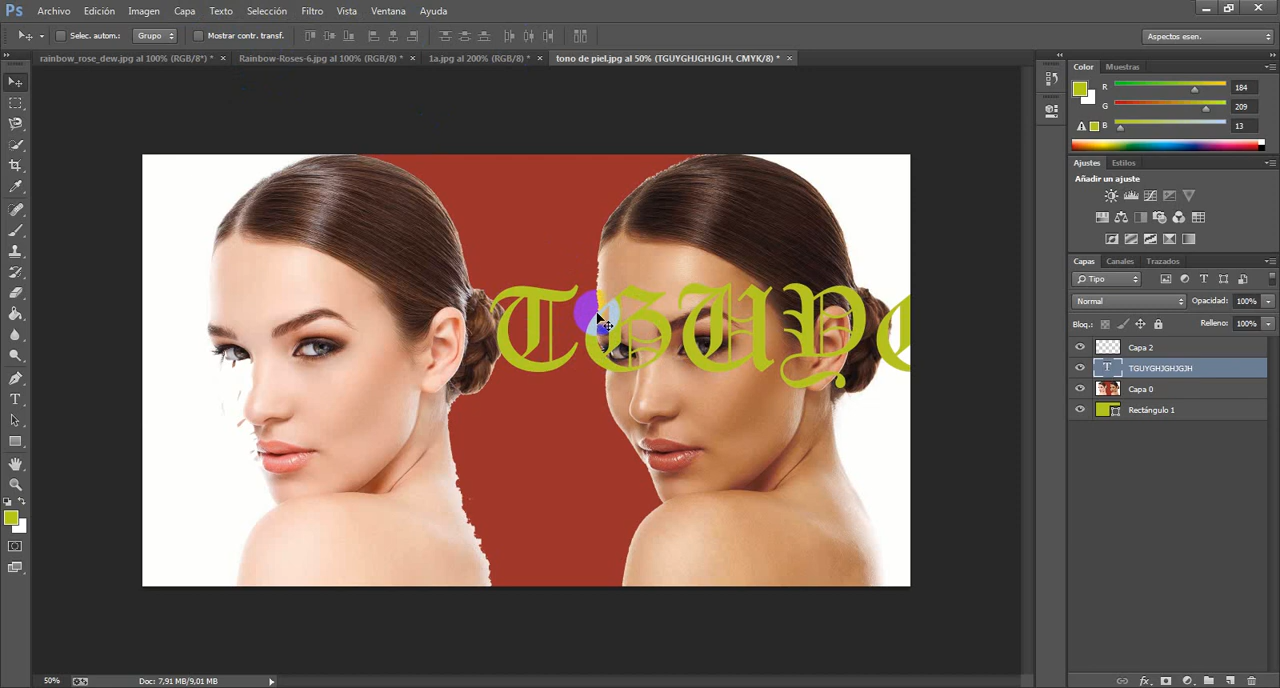 Ps Archivo Edición Imagen Capa Texto Selección Filtro Vista Ventana Ayuda
Selec. autom.: Grupo Mostrar contr. transf. Aspectos esen.
rainbow_rose_dew.jpg al 100% (RGB/8*) * × Rainbow-Roses-6.jpg al 100% (RGB/8) * × 1a.jpg al 200% (RGB/8) * × tono de piel.jpg al 50% (TGUYGHJGHJGJH, CMYK/8) * ×
Color Muestras
R 184
G 209
B 13
Ajustes Estilos
Añadir un ajuste
Capas Canales Trazados
Tipo
Normal Opacidad: 100%
Bloq.: Relleno: 100%
Capa 2
T TGUYGHJGHJGJH
Capa 0
Rectángulo 1
TGUYG
50% Doc: 7,91 MB/9,01 MB